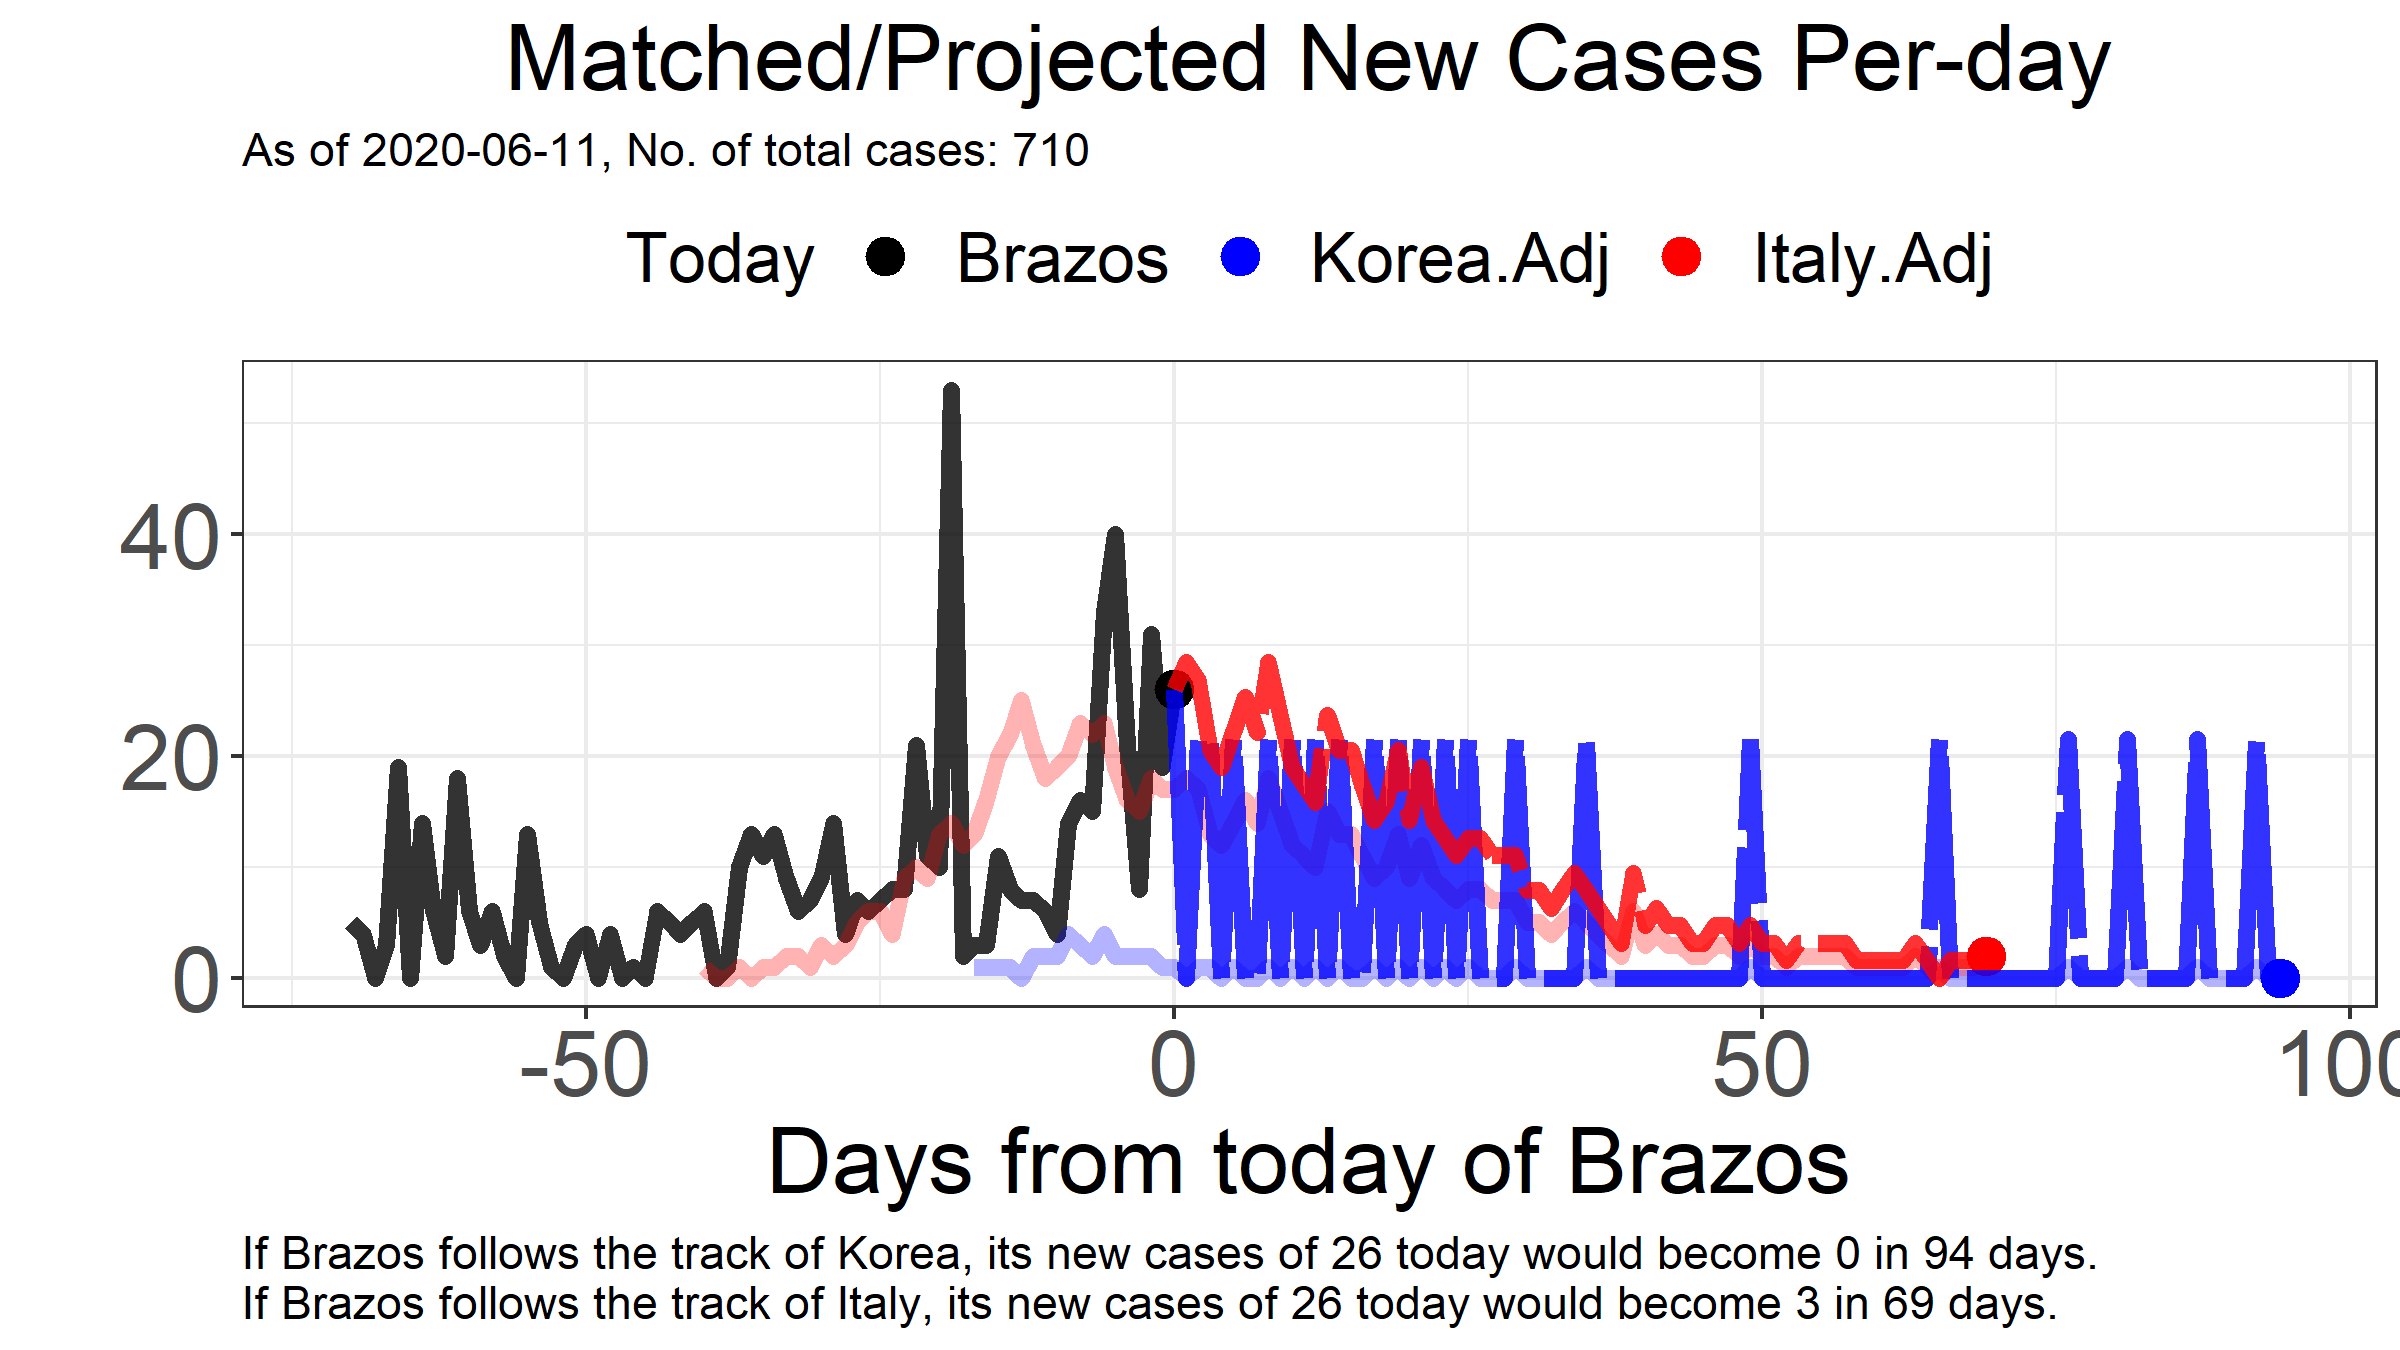 Matched/Projected New Cases Per-day
As of 2020-06-11, No. of total cases: 710
Today Brazos Korea.Adj Italy.Adj
40
20
0
-50 0 50 100
Days from today of Brazos
If Brazos follows the track of Korea, its new cases of 26 today would become 0 in 94 days.
If Brazos follows the track of Italy, its new cases of 26 today would become 3 in 69 days.